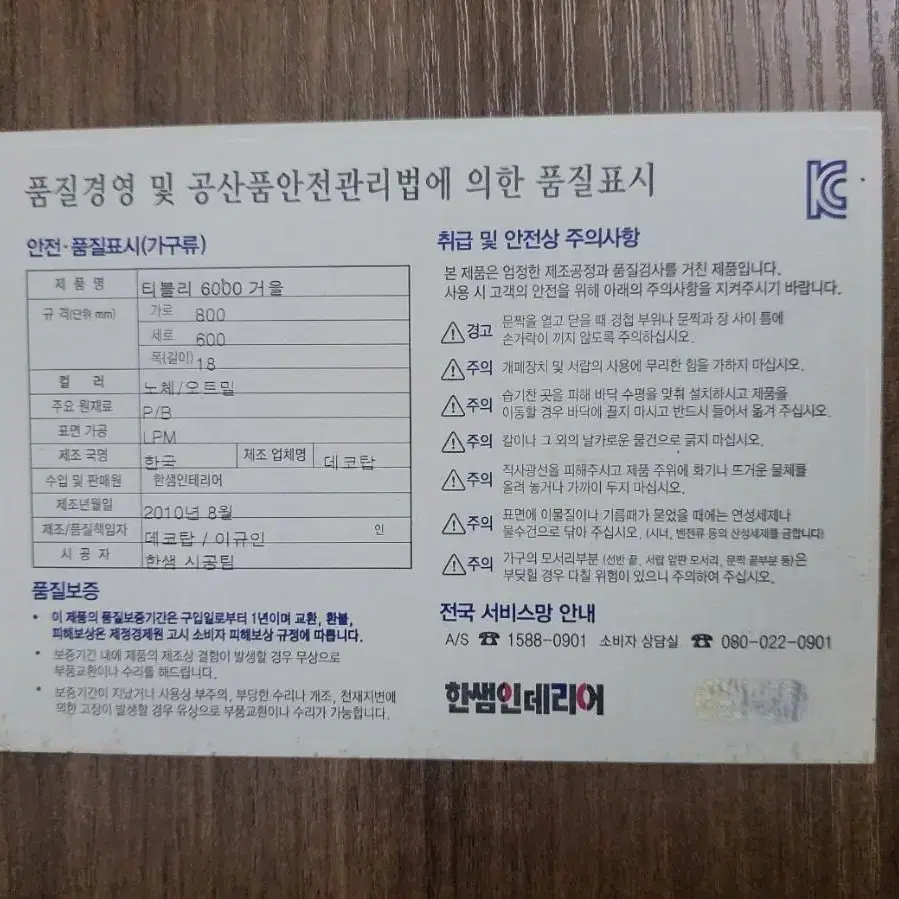 품질경영 및 공산품안전관리법에 의한 품질표시
안전·품질표시(가구류)
제 품 명 티볼리 6000 거울
규 격(단위 mm) 가로 800
세로 600
폭(길이) 18
컬 러 노체/오트밀
주요 원재료 P/B
표면 가공 LPM
제조 국명 한국 제조 업체명 데코탑
수입 및 판매원 한샘인테리어
제조년월일 2010년 8월
제조/품질책임자 데코탑 / 이규인 인
시 공 자 한샘 시공팀
품질보증
• 이 제품의 품질보증기간은 구입일로부터 1년이며 교환, 환불,
피해보상은 재정경제원 고시 소비자 피해보상 규정에 따릅니다.
• 보증기간 내에 제품의 제조상 결함이 발생할 경우 무상으로
부품교환이나 수리를 해드립니다.
• 보증기간이 지났거나 사용상 부주의, 부당한 수리나 개조, 천재지변에
의한 고장이 발생할 경우 유상으로 부품교환이나 수리가 가능합니다.
취급 및 안전상 주의사항
본 제품은 엄정한 제조공정과 품질검사를 거친 제품입니다.
사용 시 고객의 안전을 위해 아래의 주의사항을 지켜주시기 바랍니다.
경고 문짝을 열고 닫을 때 경첩 부위나 문짝과 장 사이 틈에
손가락이 끼지 않도록 주의하십시오.
주의 개폐장치 및 서랍의 사용에 무리한 힘을 가하지 마십시오.
주의 습기찬 곳을 피해 바닥 수평을 맞춰 설치하시고 제품을
이동할 경우 바닥에 끌지 마시고 반드시 들어서 옮겨 주십시오.
주의 칼이나 그 외의 날카로운 물건으로 긁지 마십시오.
주의 직사광선을 피해주시고 제품 주위에 화기나 뜨거운 물체를
올려 놓거나 가까이 두지 마십시오.
주의 표면에 이물질이나 기름때가 묻었을 때에는 연성세제나
물수건으로 닦아 주십시오. (시너, 벤젠류 등의 산성세제를 금합니다)
주의 가구의 모서리부분 (선반 끝, 서랍 앞판 모서리, 문짝 끝부분 등)은
부딪힐 경우 다칠 위험이 있으니 주의하여 주십시오.
전국 서비스망 안내
A/S ☎ 1588-0901 소비자 상담실 ☎ 080-022-0901
한샘인테리어